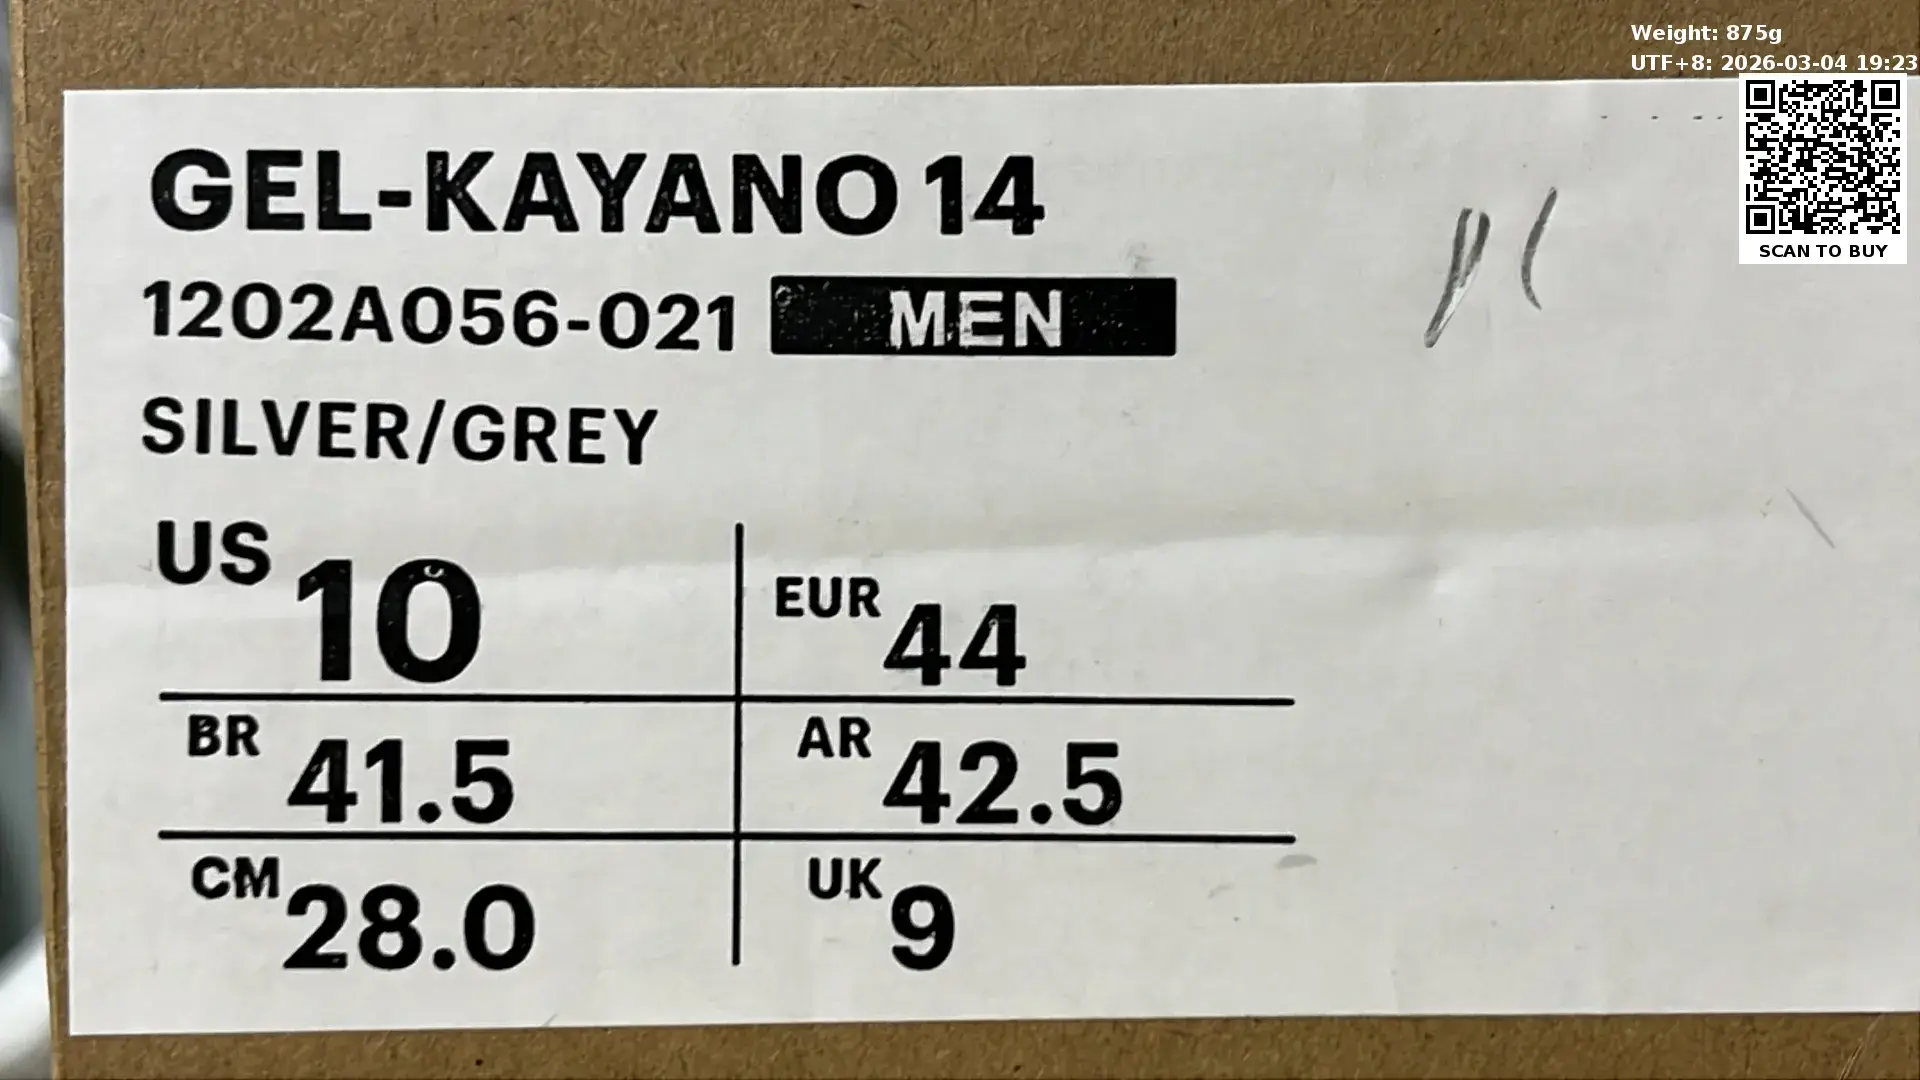 Weight: 875g
UTF+8: 2026-03-04 19:23
SCAN TO BUY
GEL-KAYANO 14
1202A056-021 MEN
SILVER/GREY
US 10
EUR 44
BR 41.5
AR 42.5
CM 28.0
UK 9